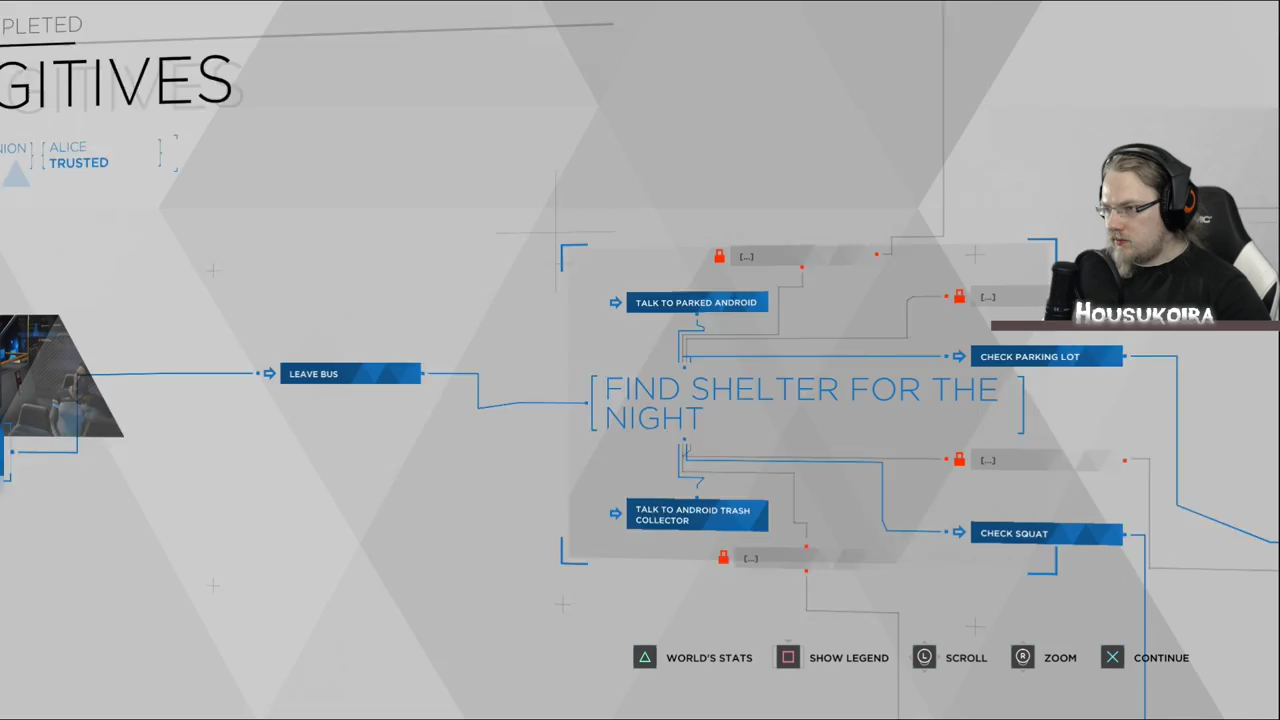 PLETED
GITIVES
NION
ALICE
TRUSTED
[...]
TALK TO PARKED ANDROID
[...]
CHECK PARKING LOT
LEAVE BUS
FIND SHELTER FOR THE
NIGHT
[...]
TALK TO ANDROID TRASH
COLLECTOR
CHECK SQUAT
[...]
HOUSUKOIRA
WORLD'S STATS
SHOW LEGEND
L
SCROLL
R
ZOOM
CONTINUE